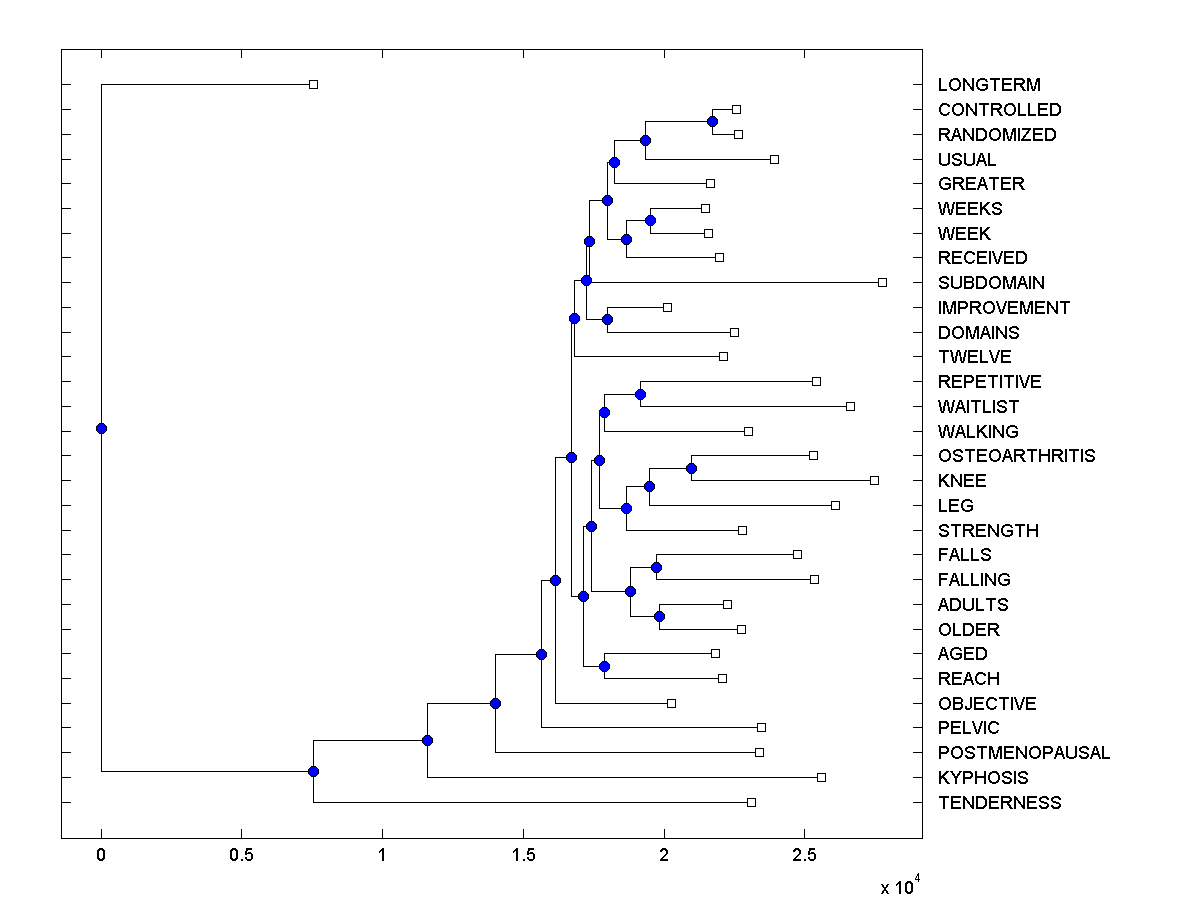 LONGTERM
CONTROLLED
RANDOMIZED
USUAL
GREATER
WEEKS
WEEK
RECEIVED
SUBDOMAIN
IMPROVEMENT
DOMAINS
TWELVE
REPETITIVE
WAITLIST
WALKING
OSTEOARTHRITIS
KNEE
LEG
STRENGTH
FALLS
FALLING
ADULTS
OLDER
AGED
REACH
OBJECTIVE
PELVIC
POSTMENOPAUSAL
KYPHOSIS
TENDERNESS
0 0.5 1 1.5 2 2.5
x 10^4